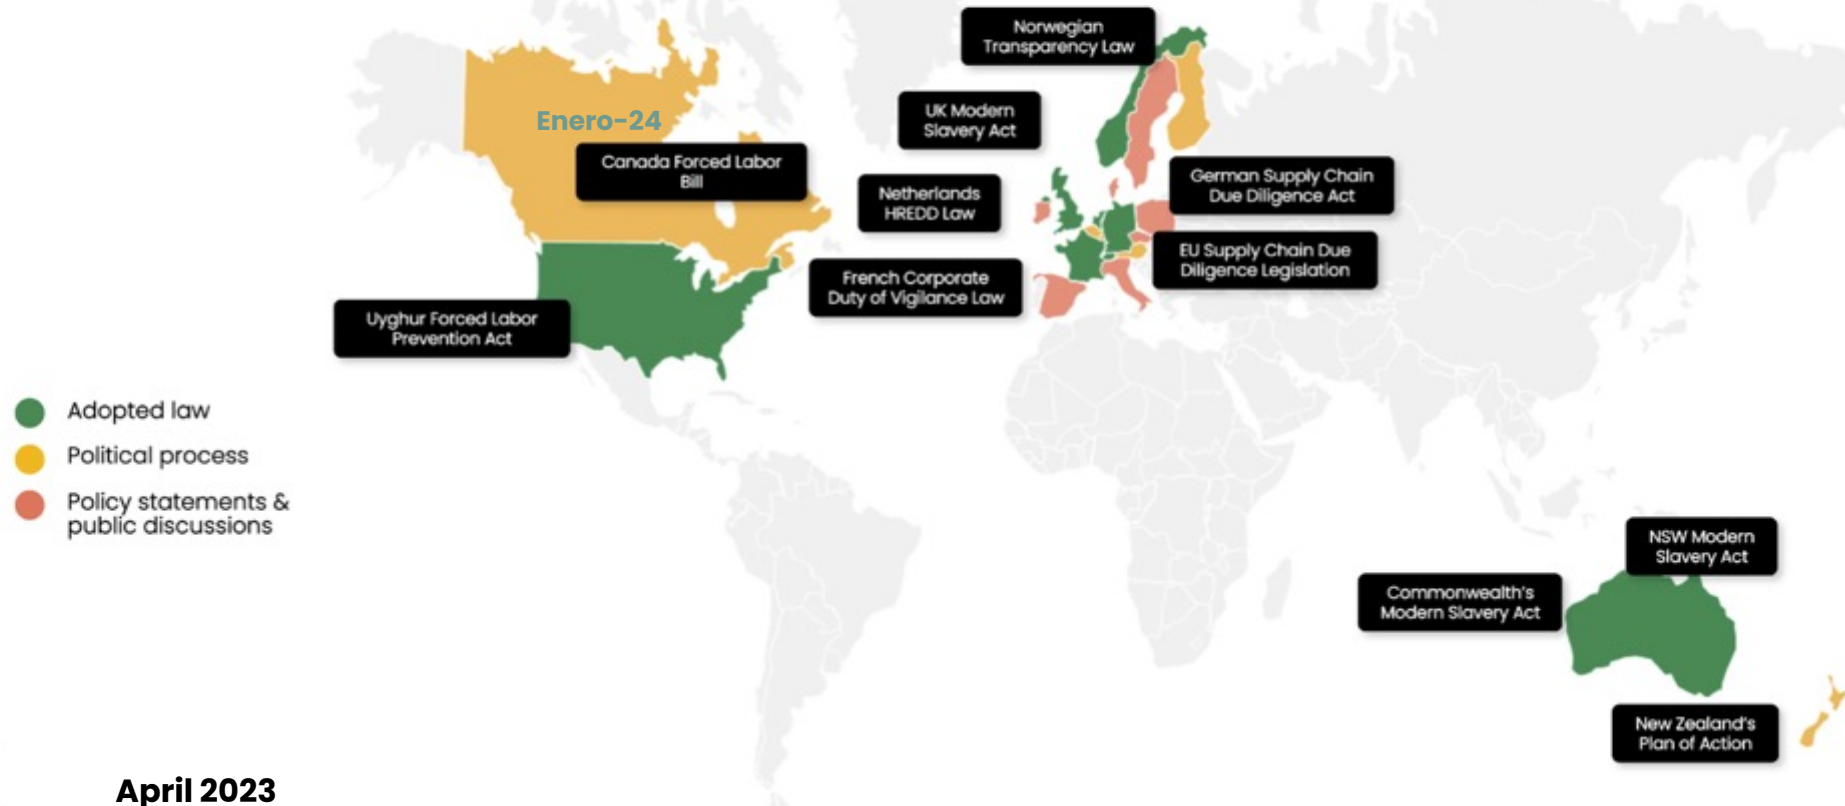 Norwegian
Transparency Law
UK Modern
Slavery Act
Enero-24
Canada Forced Labor
Bill
German Supply Chain
Due Diligence Act
Netherlands
HREDD Law
EU Supply Chain Due
Diligence Legislation
French Corporate
Duty of Vigilance Law
Uyghur Forced Labor
Prevention Act
Adopted law
Political process
Policy statements &
public discussions
NSW Modern
Slavery Act
Commonwealth's
Modern Slavery Act
New Zealand's
Plan of Action
April 2023